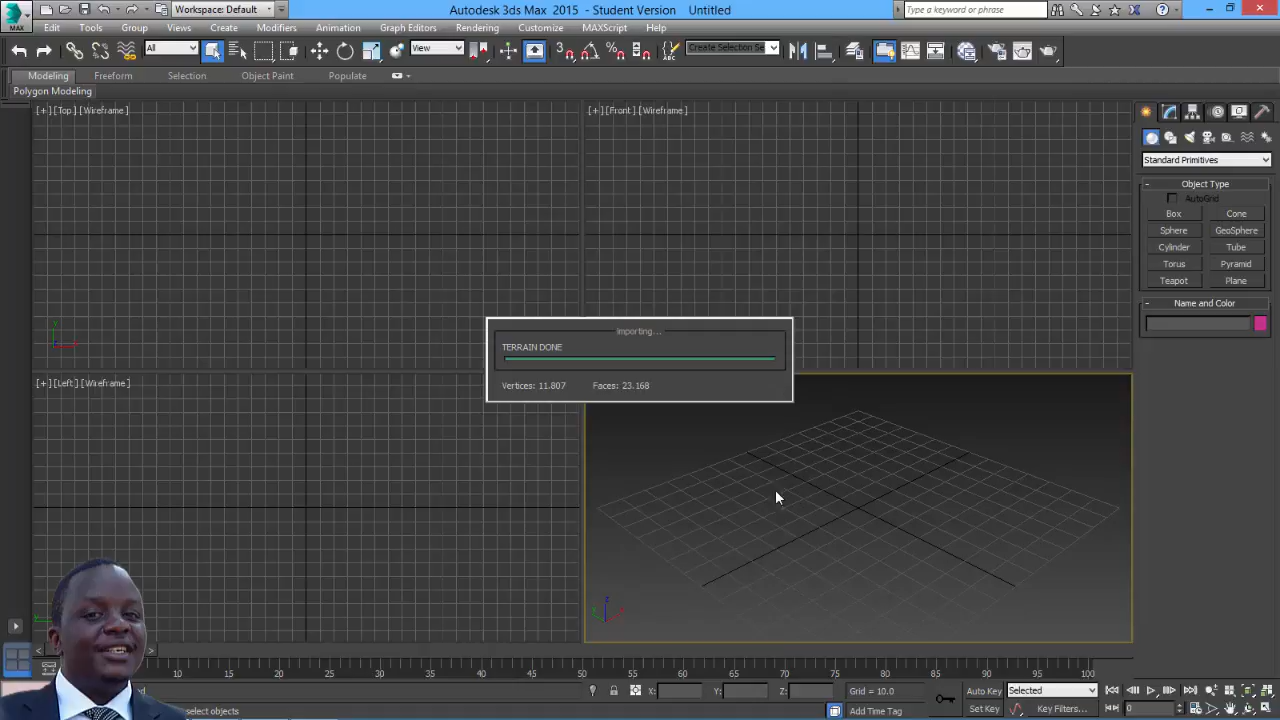 Workspace: Default
Autodesk 3ds Max 2015 - Student Version Untitled
Type a keyword or phrase
MAX
Edit Tools Group Views Create Modifiers Animation Graph Editors Rendering Customize MAXScript Help
All
View
Create Selection Se
Modeling Freeform Selection Object Paint Populate
Polygon Modeling
[+][Top][Wireframe]
[+][Front][Wireframe]
Standard Primitives
Object Type
AutoGrid
Box Cone
Sphere GeoSphere
Cylinder Tube
Torus Pyramid
Teapot Plane
Name and Color
Importing...
TERRAIN DONE
Vertices: 11.807 Faces: 23.168
[+][Left][Wireframe]
10 15 20 25 30 35 40 45 50 55 60 65 70 75 80 85 90 95 100
X: Y: Z: Grid = 10.0 Auto Key Selected
select objects Add Time Tag Set Key Key Filters... 0